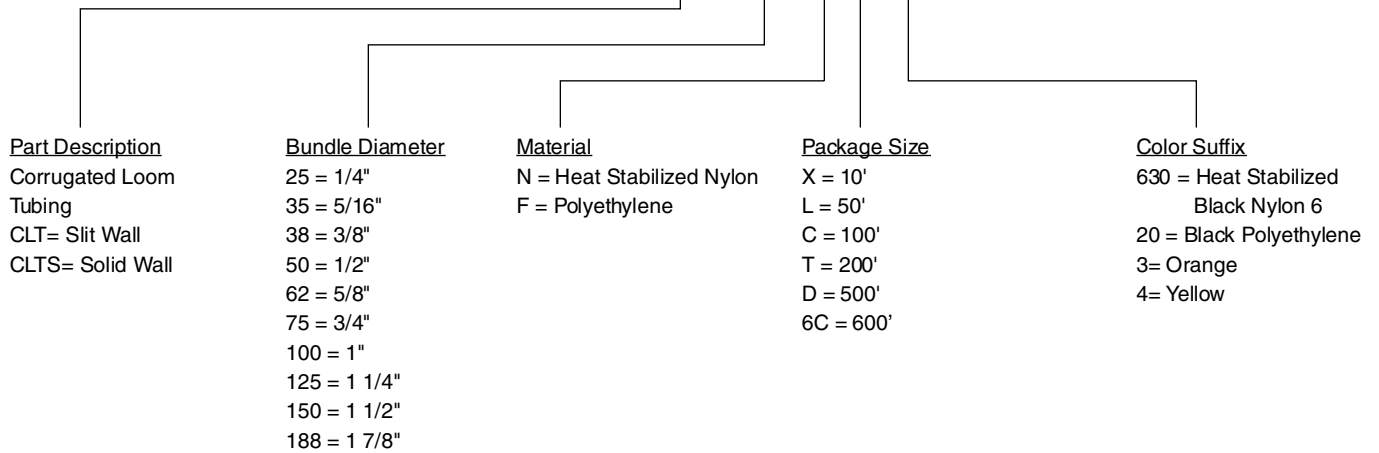 Part Description
Corrugated Loom
Tubing
CLT= Slit Wall
CLTS= Solid Wall
Bundle Diameter
25 = 1/4"
35 = 5/16"
38 = 3/8"
50 = 1/2"
62 = 5/8"
75 = 3/4"
100 = 1"
125 = 1 1/4"
150 = 1 1/2"
188 = 1 7/8"
Material
N = Heat Stabilized Nylon
F = Polyethylene
Package Size
X = 10'
L = 50'
C = 100'
T = 200'
D = 500'
6C = 600’
Color Suffix
630 = Heat Stabilized
Black Nylon 6
20 = Black Polyethylene
3= Orange
4= Yellow